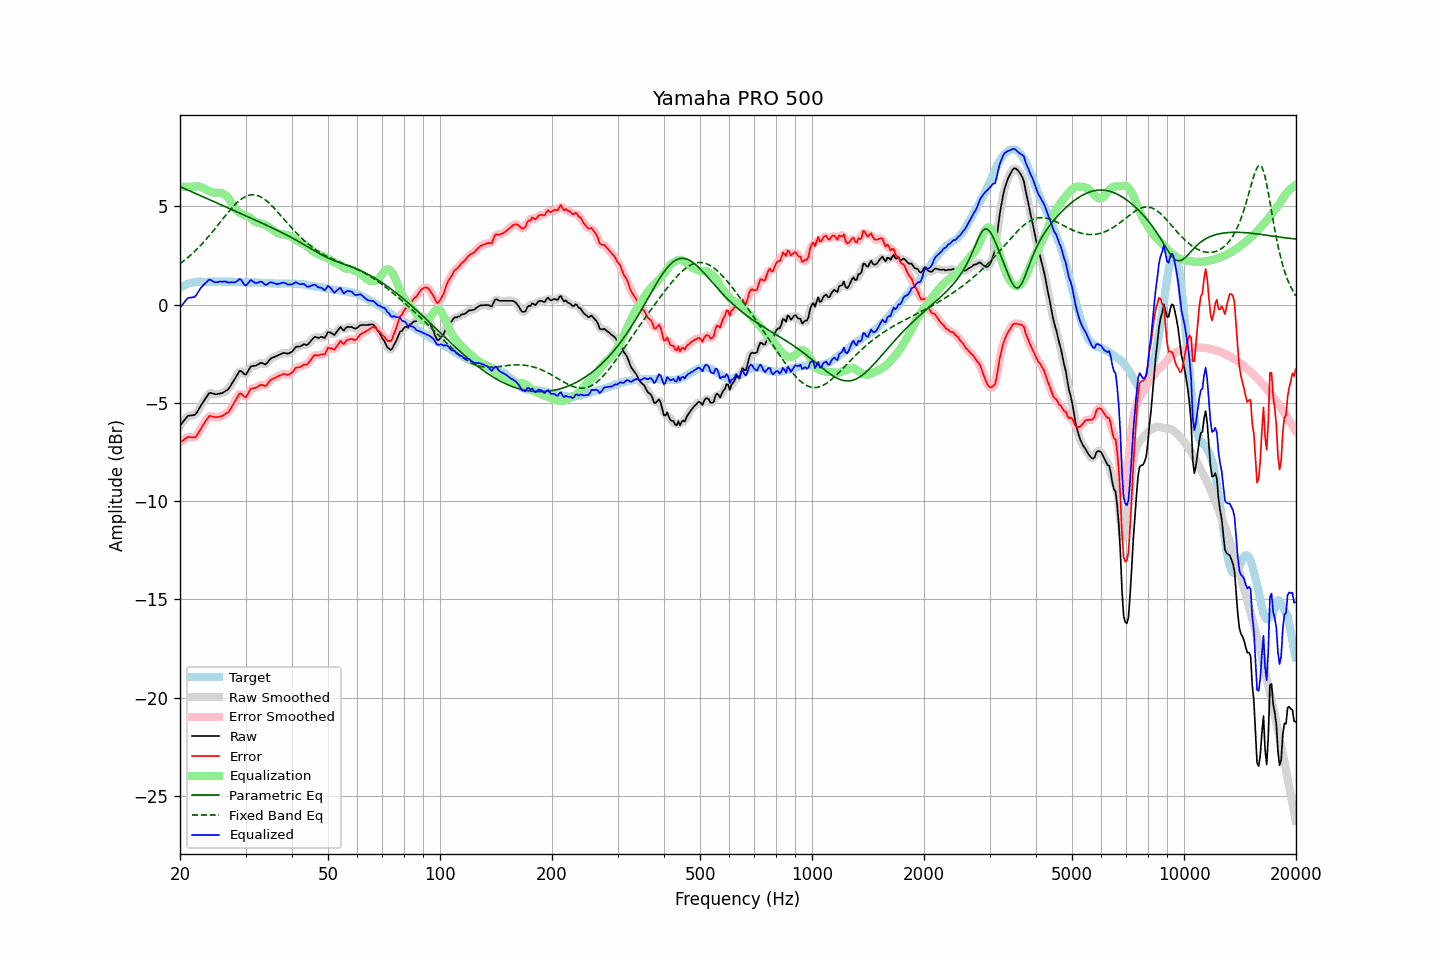 Yamaha PRO 500
Amplitude (dBr)
5
0
−5
−10
−15
−20
−25
Target
Raw Smoothed
Error Smoothed
Raw
Error
Equalization
Parametric Eq
Fixed Band Eq
Equalized
20 50 100 200 500 1000 2000 5000 10000 20000
Frequency (Hz)